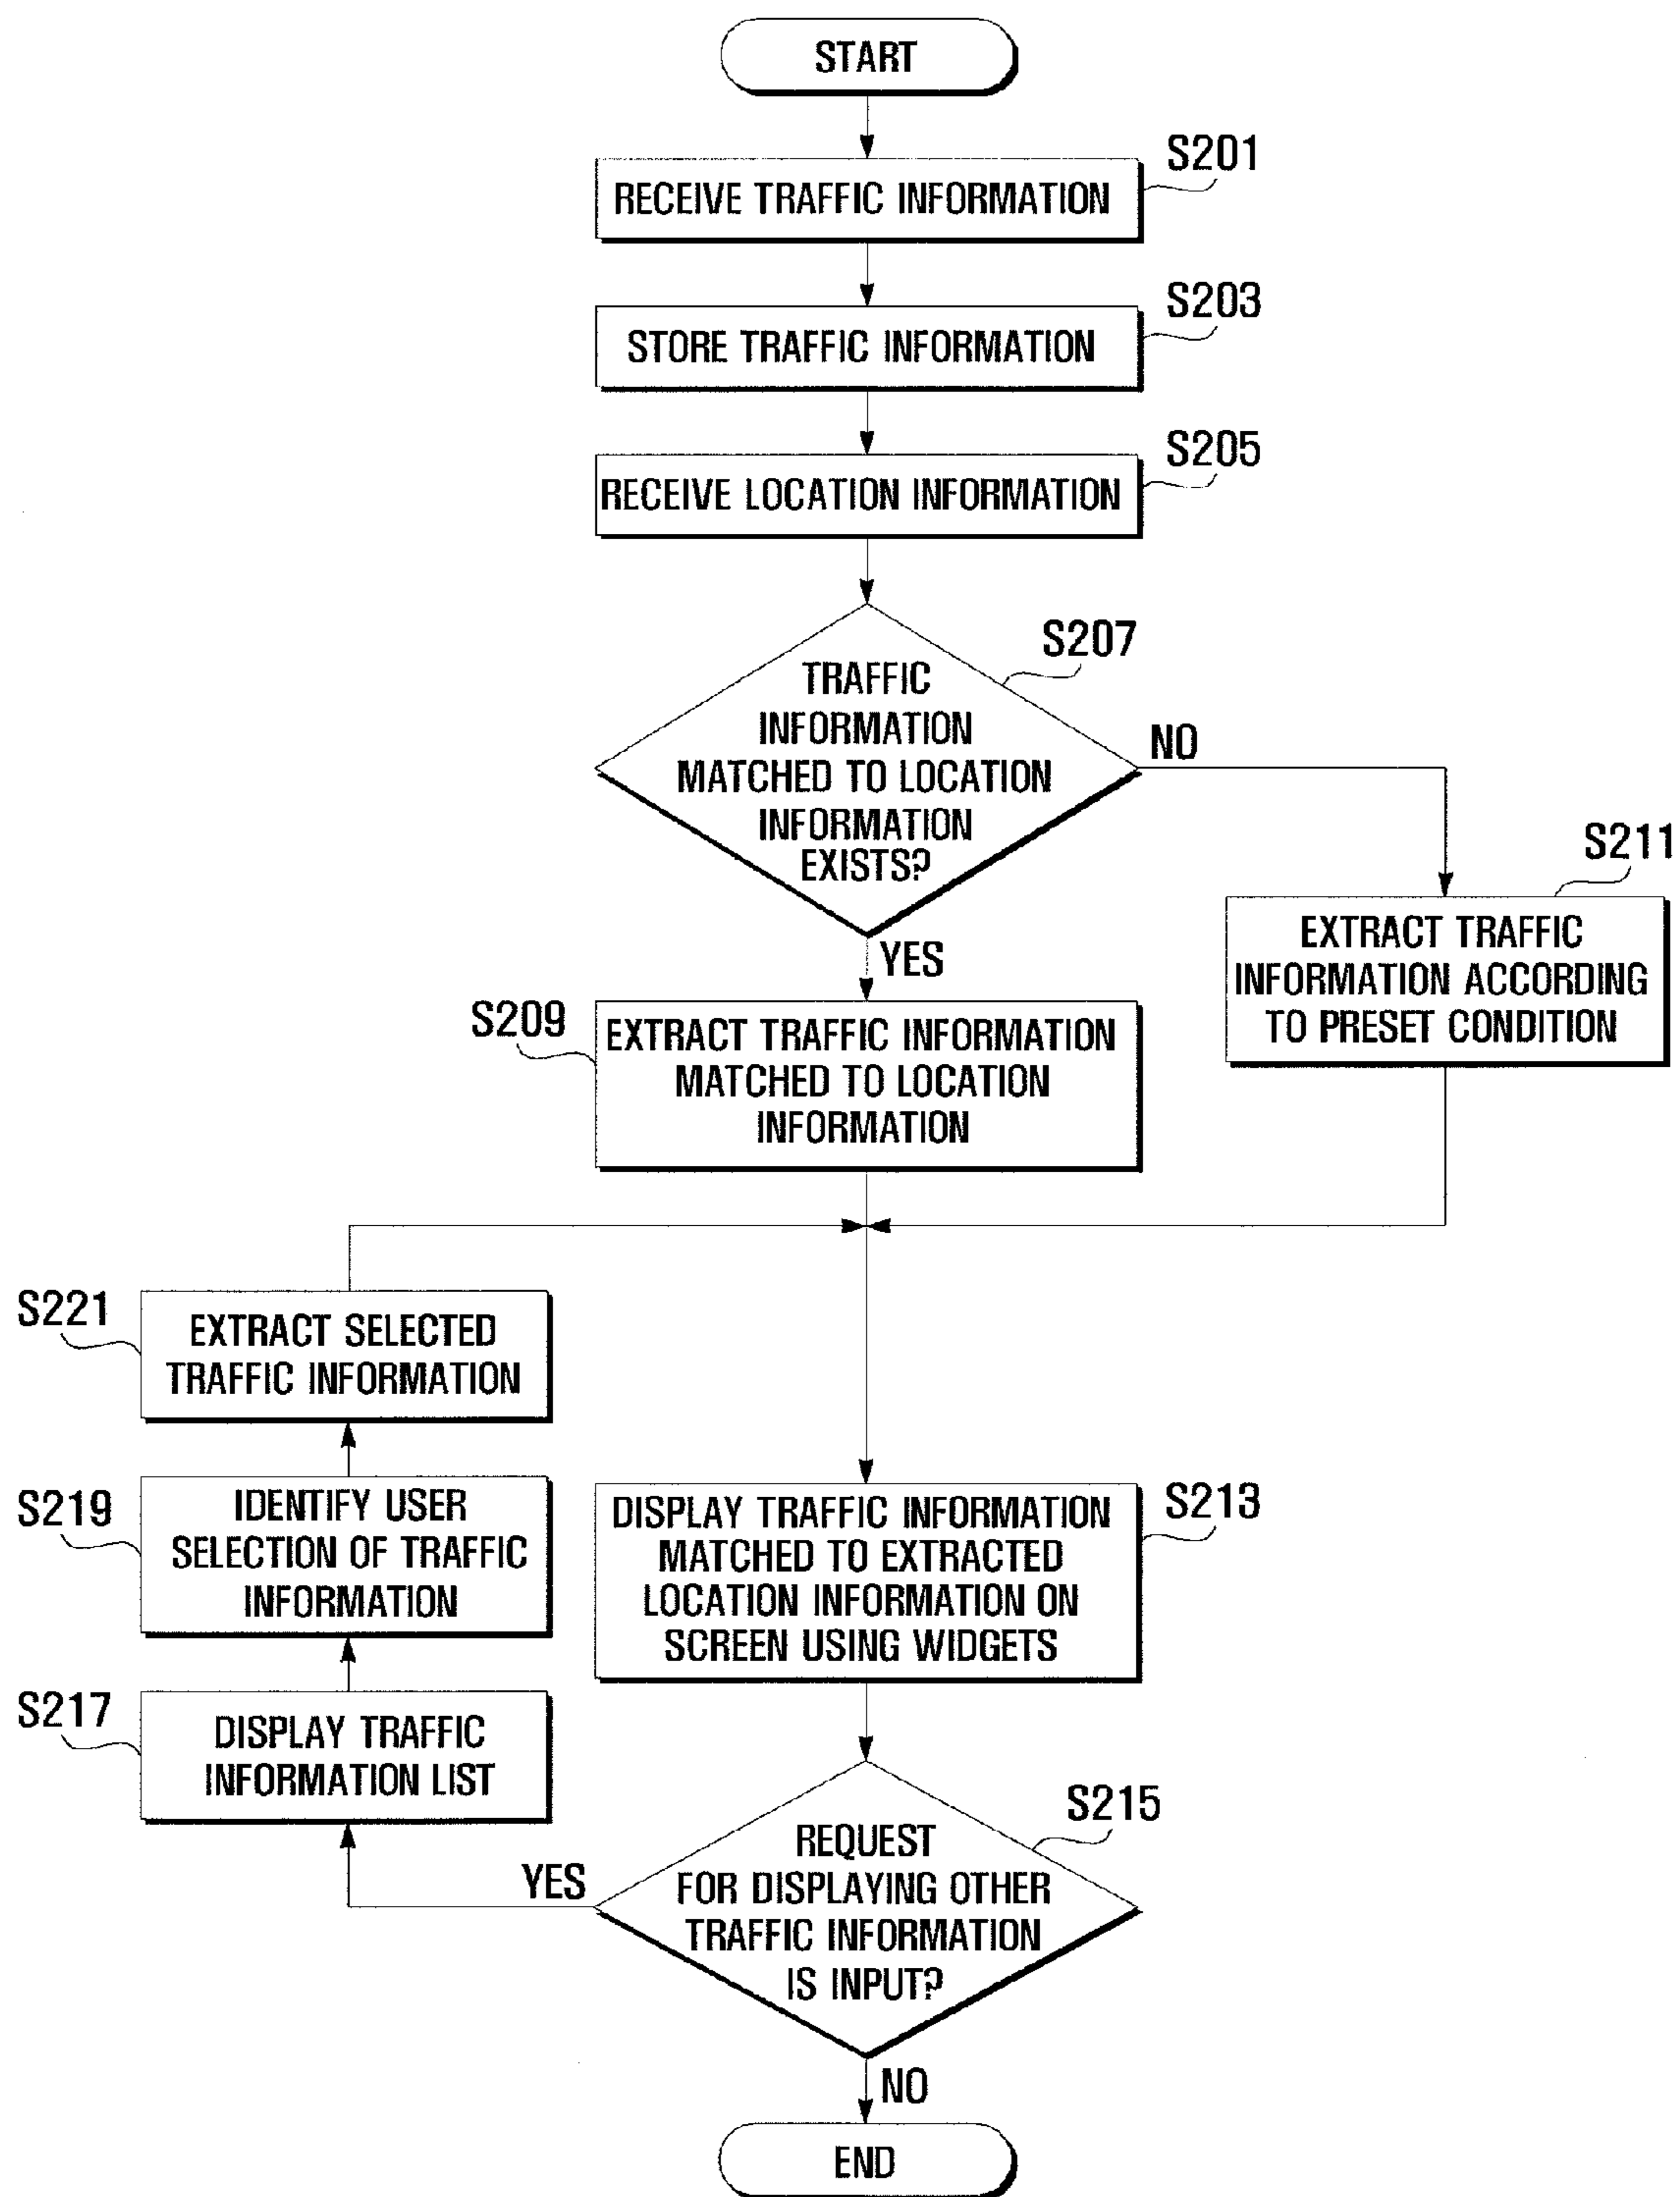 START
S201
RECEIVE TRAFFIC INFORMATION
S203
STORE TRAFFIC INFORMATION
S205
RECEIVE LOCATION INFORMATION
S207
TRAFFIC
INFORMATION
MATCHED TO LOCATION
INFORMATION
EXISTS?
NO
YES
S211
EXTRACT TRAFFIC
INFORMATION ACCORDING
TO PRESET CONDITION
S209
EXTRACT TRAFFIC INFORMATION
MATCHED TO LOCATION
INFORMATION
S221
EXTRACT SELECTED
TRAFFIC INFORMATION
S219
IDENTIFY USER
SELECTION OF TRAFFIC
INFORMATION
S213
DISPLAY TRAFFIC INFORMATION
MATCHED TO EXTRACTED
LOCATION INFORMATION ON
SCREEN USING WIDGETS
S217
DISPLAY TRAFFIC
INFORMATION LIST
S215
REQUEST
FOR DISPLAYING OTHER
TRAFFIC INFORMATION
IS INPUT?
YES
NO
END